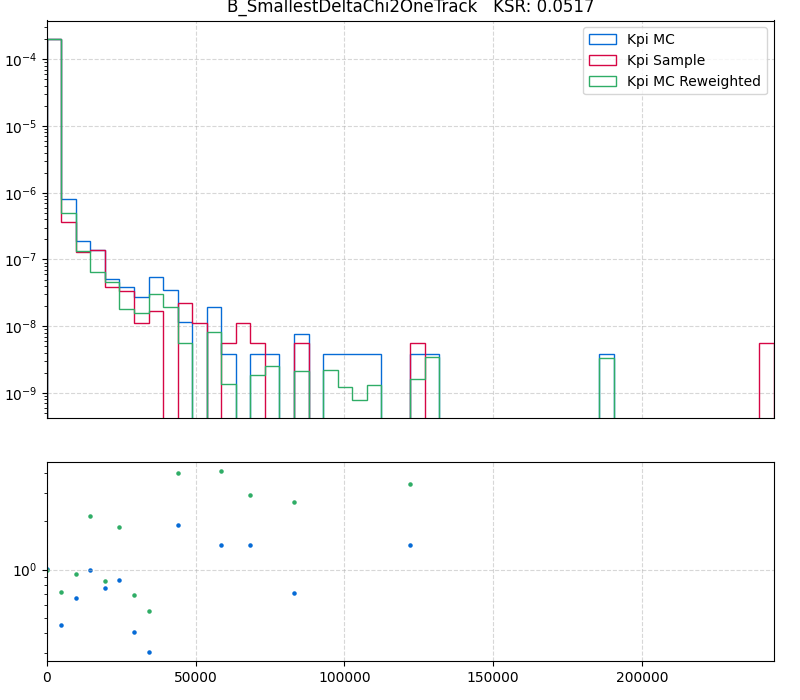 B_SmallestDeltaChi2OneTrack   KSR: 0.0517
Kpi MC
Kpi Sample
Kpi MC Reweighted
10⁻⁴
10⁻⁵
10⁻⁶
10⁻⁷
10⁻⁸
10⁻⁹
10⁰
0 50000 100000 150000 200000